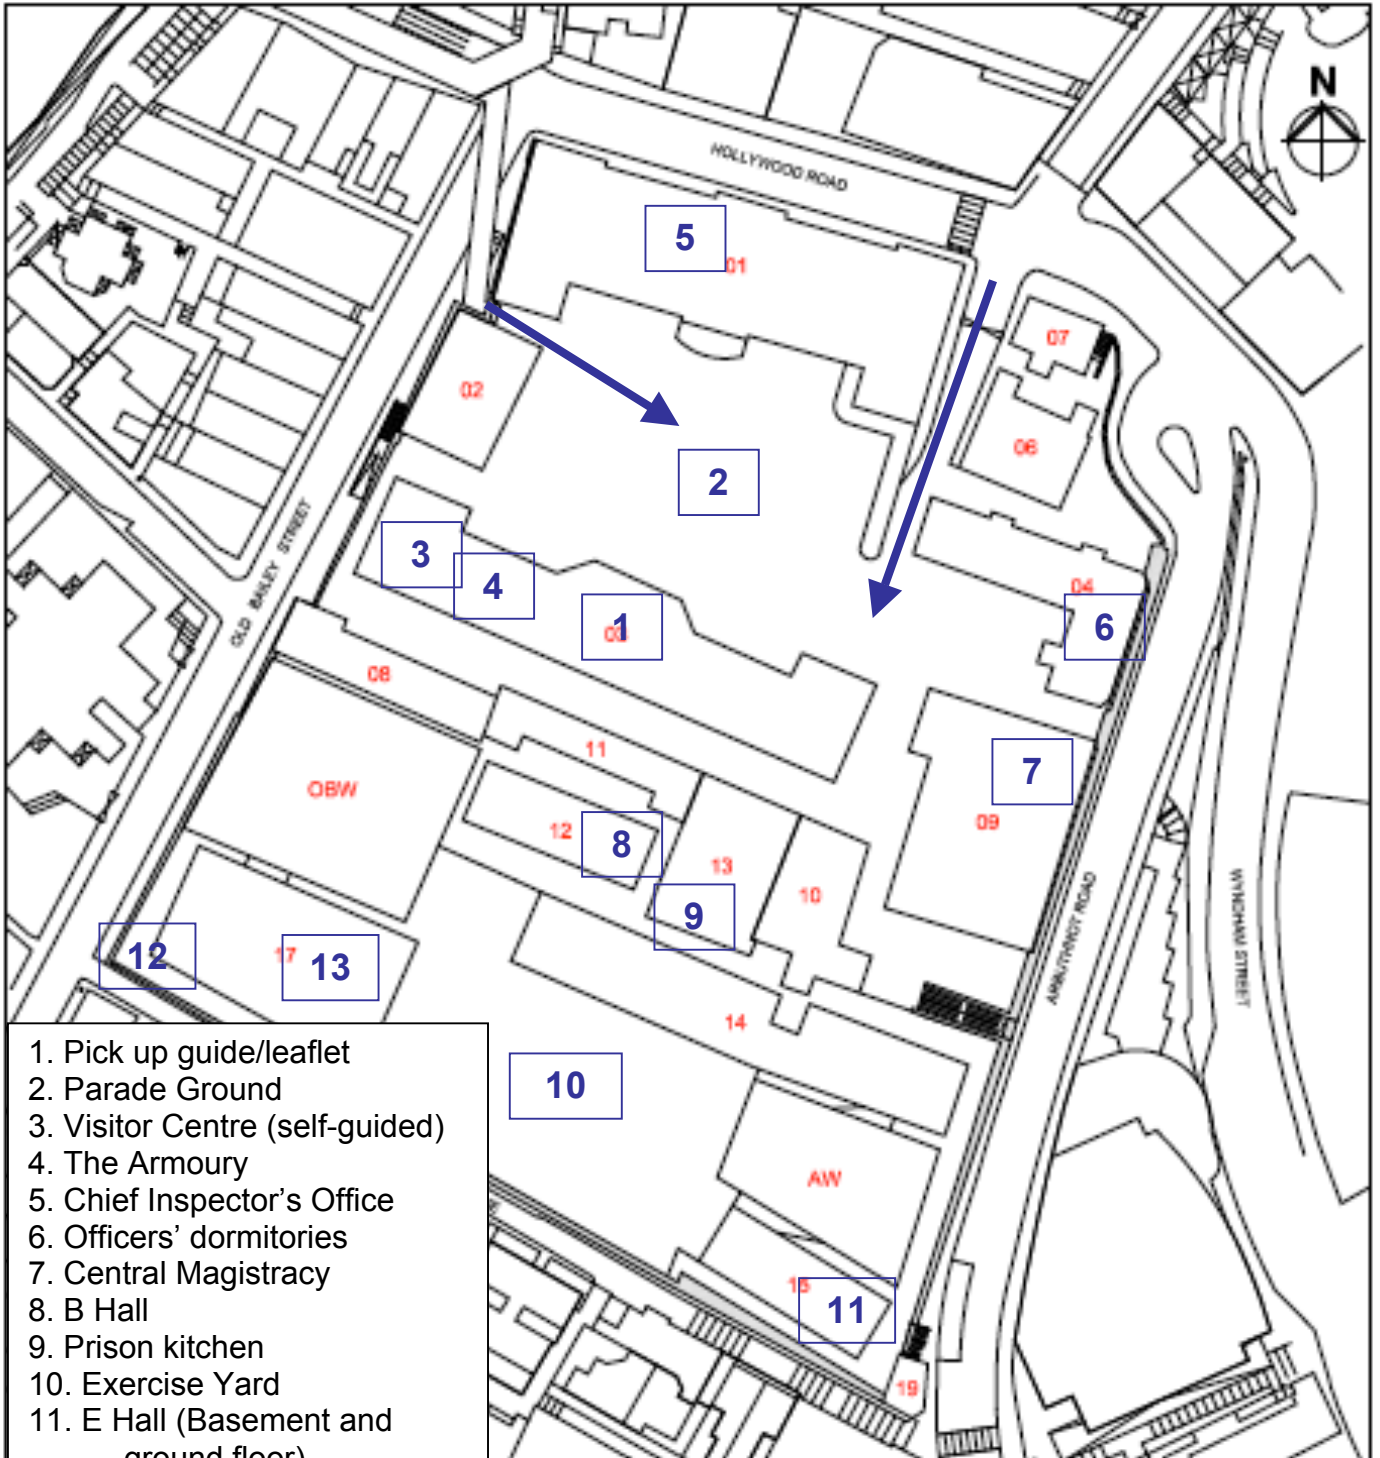 N
HOLLYWOOD ROAD
5
01
07
02
06
2
3
4
04
1
6
OLD BAILEY STREET
08
11
7
OBW
12
8
09
13
10
9
ARBUTHNOT ROAD
WYNDHAM STREET
12
17
13
14
10
AW
15
11
19
1. Pick up guide/leaflet
2. Parade Ground
3. Visitor Centre (self-guided)
4. The Armoury
5. Chief Inspector’s Office
6. Officers’ dormitories
7. Central Magistracy
8. B Hall
9. Prison kitchen
10. Exercise Yard
11. E Hall (Basement and
ground floor)